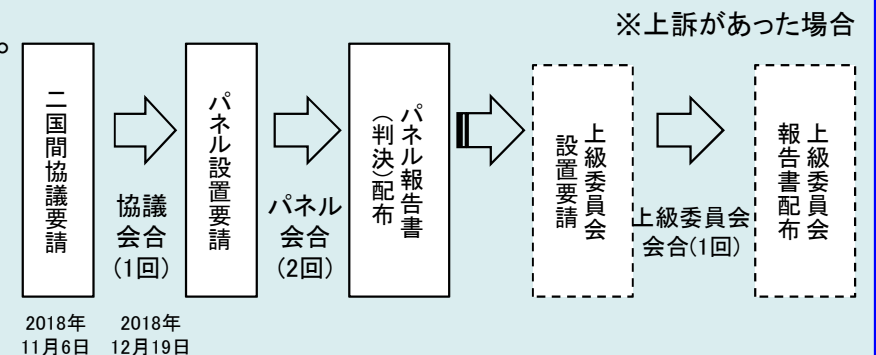 ※上訴があった場合
。
二国間協議要請
協議
会合
(1回)
パネル設置要請
パネル
会合
(2回)
パネル報告書
(判決)配布
上級委員会
設置要請
上級委員会
会合(1回)
上級委員会
報告書配布
2018年
11月6日
2018年
12月19日